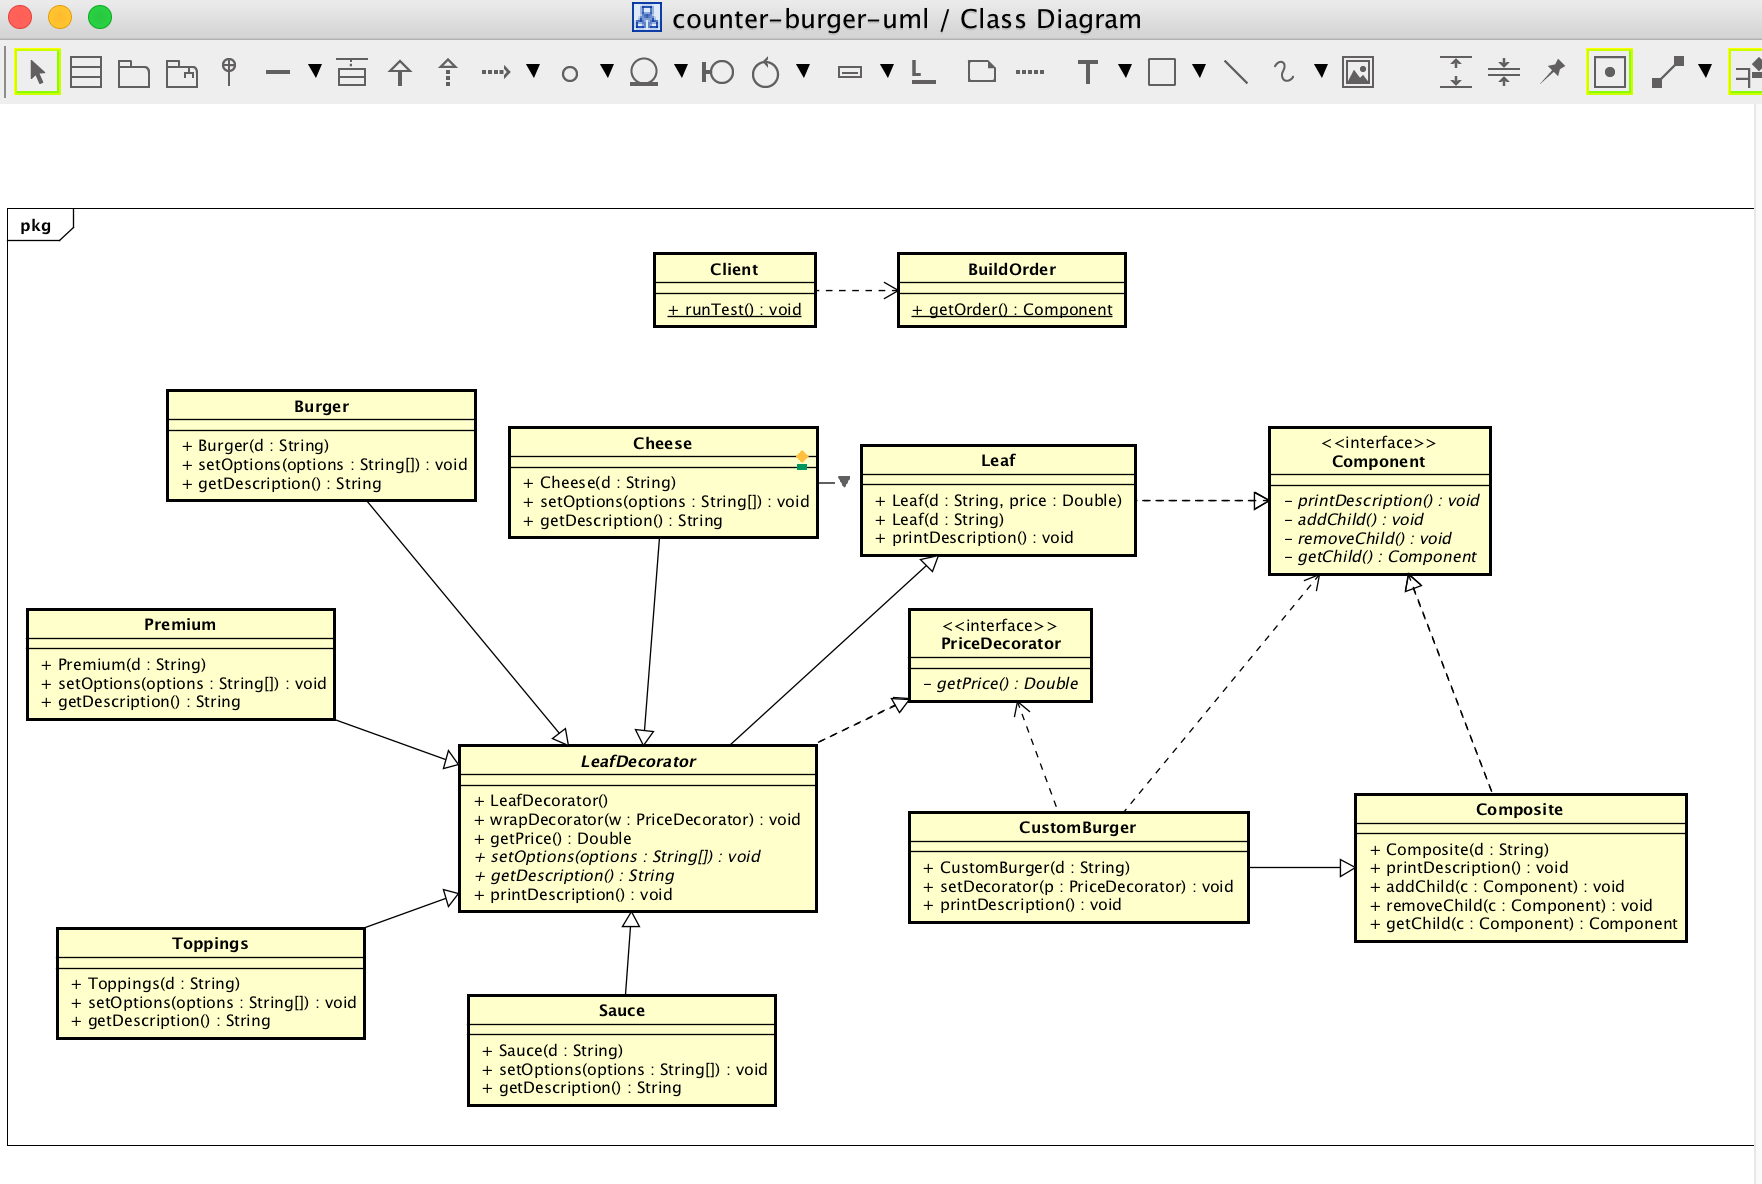 counter-burger-uml / Class Diagram
T
pkg
Client
+ runTest() : void
BuildOrder
+ getOrder() : Component
Burger
+ Burger(d : String)
+ setOptions(options : String[]) : void
+ getDescription() : String
Cheese
+ Cheese(d : String)
+ setOptions(options : String[]) : void
+ getDescription() : String
Leaf
+ Leaf(d : String, price : Double)
+ Leaf(d : String)
+ printDescription() : void
<<interface>>
Component
- printDescription() : void
- addChild() : void
- removeChild() : void
- getChild() : Component
Premium
+ Premium(d : String)
+ setOptions(options : String[]) : void
+ getDescription() : String
<<interface>>
PriceDecorator
- getPrice() : Double
LeafDecorator
+ LeafDecorator()
+ wrapDecorator(w : PriceDecorator) : void
+ getPrice() : Double
+ setOptions(options : String[]) : void
+ getDescription() : String
+ printDescription() : void
CustomBurger
+ CustomBurger(d : String)
+ setDecorator(p : PriceDecorator) : void
+ printDescription() : void
Composite
+ Composite(d : String)
+ printDescription() : void
+ addChild(c : Component) : void
+ removeChild(c : Component) : void
+ getChild(c : Component) : Component
Toppings
+ Toppings(d : String)
+ setOptions(options : String[]) : void
+ getDescription() : String
Sauce
+ Sauce(d : String)
+ setOptions(options : String[]) : void
+ getDescription() : String